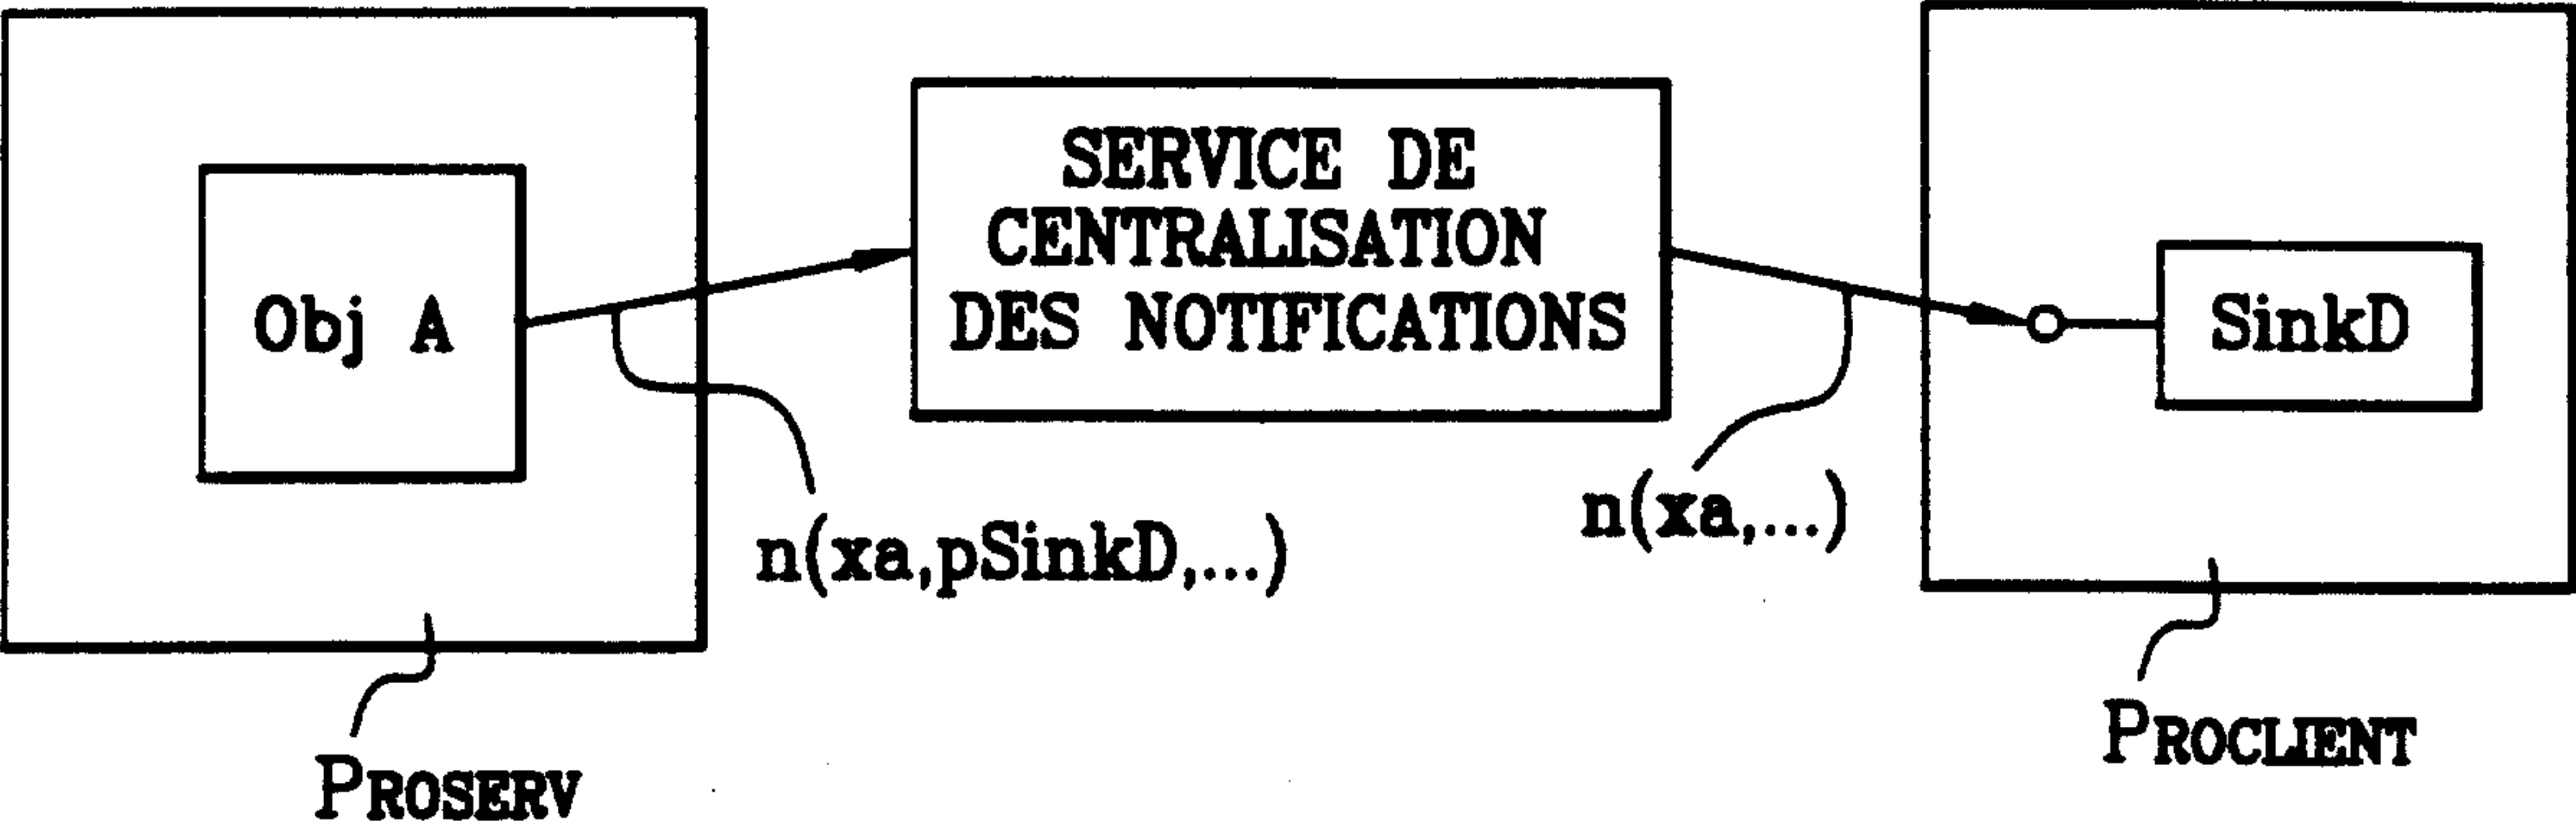 Obj A
SERVICE DE
CENTRALISATION
DES NOTIFICATIONS
SinkD
n(xa,pSinkD,...)
n(xa,...)
PROSERV
PROCLIENT